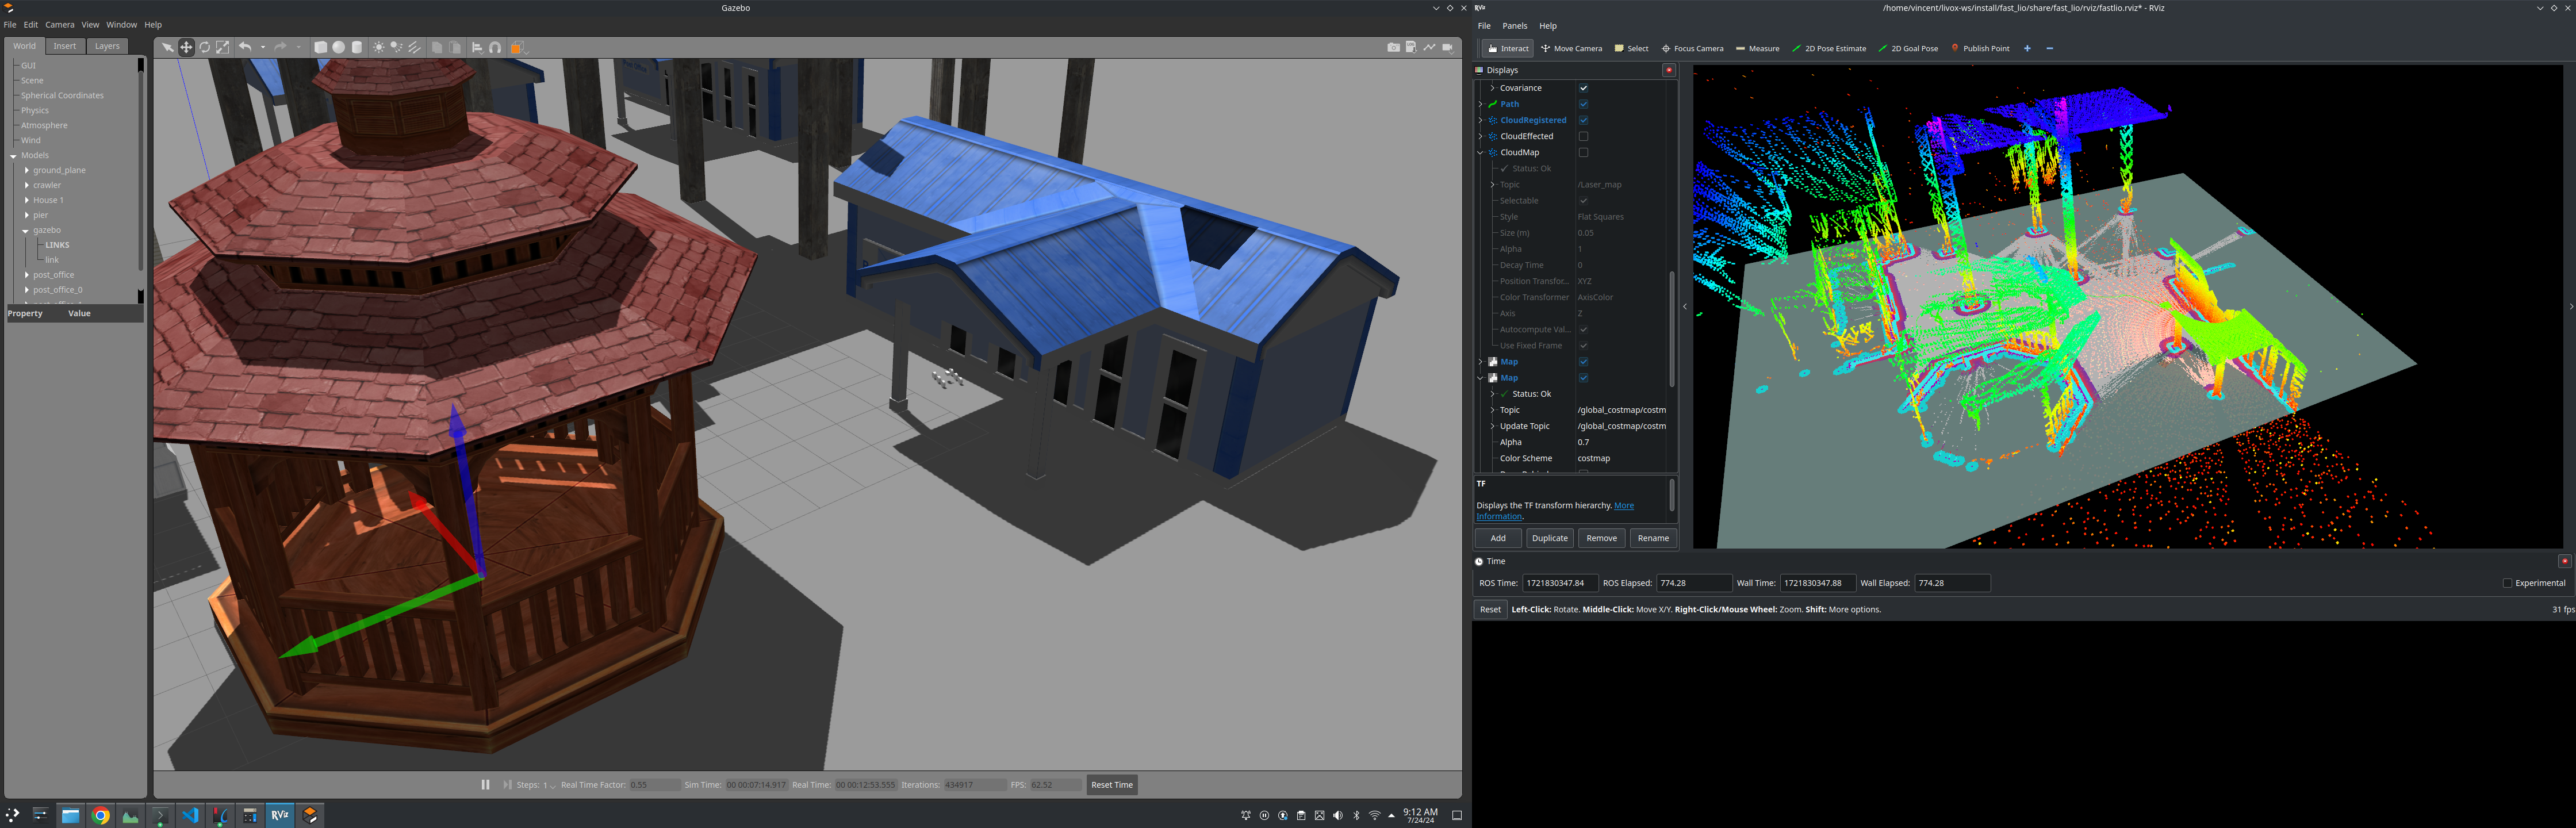 Gazebo
File Edit Camera View Window Help
World Insert Layers
GUI
Scene
Spherical Coordinates
Physics
Atmosphere
Wind
Models
ground_plane
crawler
House 1
pier
gazebo
LINKS
link
post_office
post_office_0
Property Value
Steps: 1 Real Time Factor: 0.55 Sim Time: 00 00:07:14.917 Real Time: 00 00:12:53.555 Iterations: 434917 FPS: 62.52 Reset Time
RViz
9:12 AM
7/24/24
RViz /home/vincent/livox-ws/install/fast_lio/share/fast_lio/rviz/fastlio.rviz* - RViz
File Panels Help
Interact Move Camera Select Focus Camera Measure 2D Pose Estimate 2D Goal Pose Publish Point
Displays
Covariance
Path
CloudRegistered
CloudEffected
CloudMap
Status: Ok
Topic /Laser_map
Selectable
Style Flat Squares
Size (m) 0.05
Alpha 1
Decay Time 0
Position Transfor... XYZ
Color Transformer AxisColor
Axis Z
Autocompute Val...
Use Fixed Frame
Map
Map
Status: Ok
Topic /global_costmap/costm
Update Topic /global_costmap/costm
Alpha 0.7
Color Scheme costmap
TF
Displays the TF transform hierarchy. More
Information.
Add Duplicate Remove Rename
Time
ROS Time: 1721830347.84 ROS Elapsed: 774.28 Wall Time: 1721830347.88 Wall Elapsed: 774.28 Experimental
Reset Left-Click: Rotate. Middle-Click: Move X/Y. Right-Click/Mouse Wheel: Zoom. Shift: More options. 31 fps